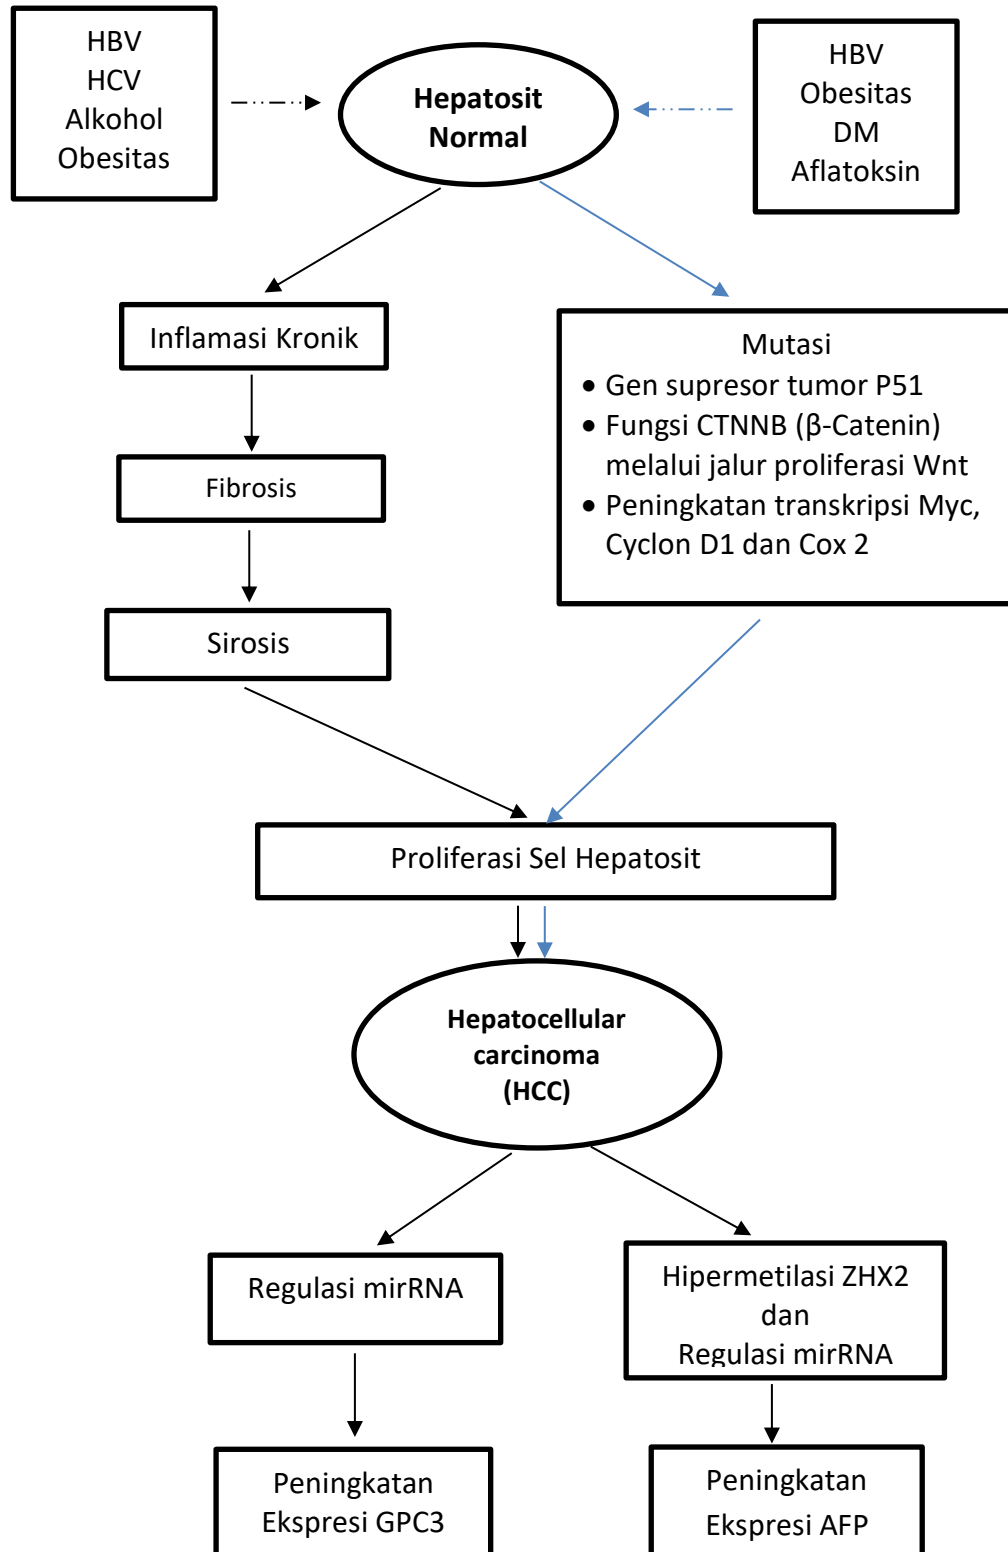 HBV
HCV
Alkohol
Obesitas
Hepatosit
Normal
HBV
Obesitas
DM
Aflatoksin
Inflamasi Kronik
Fibrosis
Sirosis
Mutasi
• Gen supresor tumor P51
• Fungsi CTNNB (β-Catenin)
melalui jalur proliferasi Wnt
• Peningkatan transkripsi Myc,
Cyclon D1 dan Cox 2
Proliferasi Sel Hepatosit
Hepatocellular
carcinoma
(HCC)
Regulasi mirRNA
Hipermetilasi ZHX2
dan
Regulasi mirRNA
Peningkatan
Ekspresi GPC3
Peningkatan
Ekspresi AFP